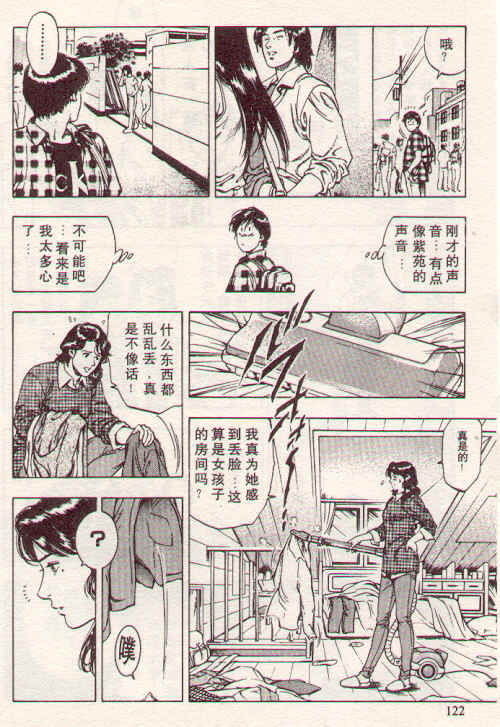 哦？
…………
CK
刚才的声
音…有点
像紫苑的
声音…
不可能吧
…看来是
我太多心
了…
什么东西都
乱乱丢，真
是不像话！
真是的
我真为她感
到丢脸…这
算是女孩子
的房间吗？
？
噗
122